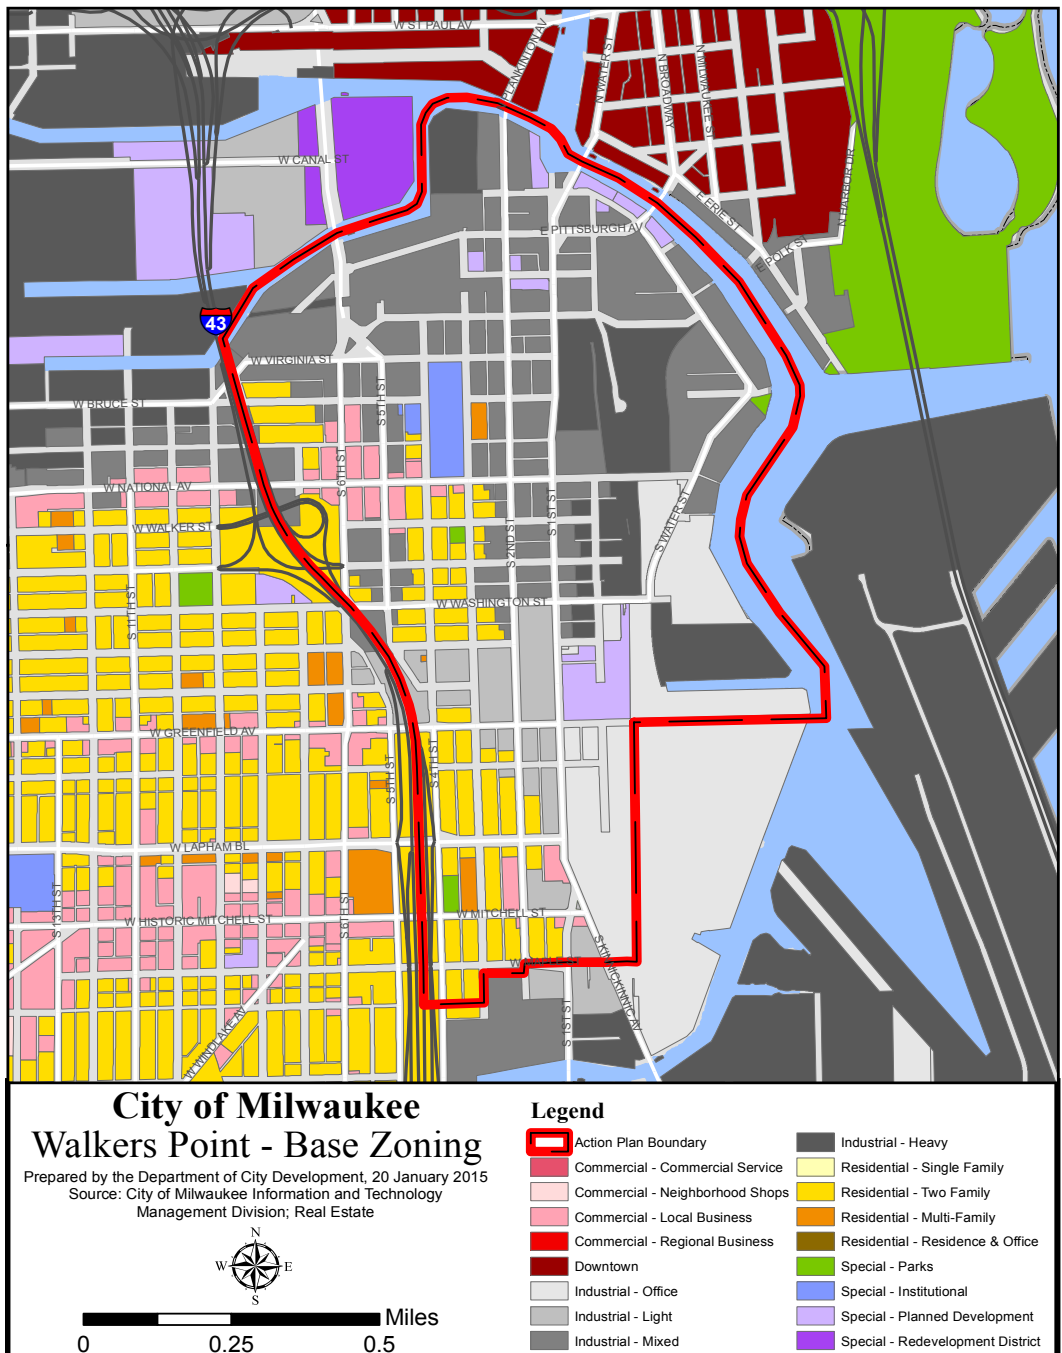 W ST PAUL AV
PLANKINTON AV
N WATER ST
N BROADWAY
N MILWAUKEE ST
W CANAL ST
N HARBOR DR
E ERIE ST
E PITTSBURGH AV
E POLK ST
43
W VIRGINIA ST
S 5TH ST
W BRUCE ST
S 6TH ST
W NATIONAL AV
S 1ST ST
W WALKER ST
S 2ND ST
S WATER ST
S 11TH ST
W WASHINGTON ST
W GREENFIELD AV
S 5TH ST
S 4TH ST
W LAPHAM BL
S 13TH ST
W HISTORIC MITCHELL ST
S 6TH ST
W MITCHELL ST
S KINNICKINNIC AV
S 1ST ST
W WINDLAKE AV
City of Milwaukee
Walkers Point - Base Zoning
Prepared by the Department of City Development, 20 January 2015
Source: City of Milwaukee Information and Technology
Management Division; Real Estate
N
W E
S
Miles
0 0.25 0.5
Legend
Action Plan Boundary
Commercial - Commercial Service
Commercial - Neighborhood Shops
Commercial - Local Business
Commercial - Regional Business
Downtown
Industrial - Office
Industrial - Light
Industrial - Mixed
Industrial - Heavy
Residential - Single Family
Residential - Two Family
Residential - Multi-Family
Residential - Residence & Office
Special - Parks
Special - Institutional
Special - Planned Development
Special - Redevelopment District